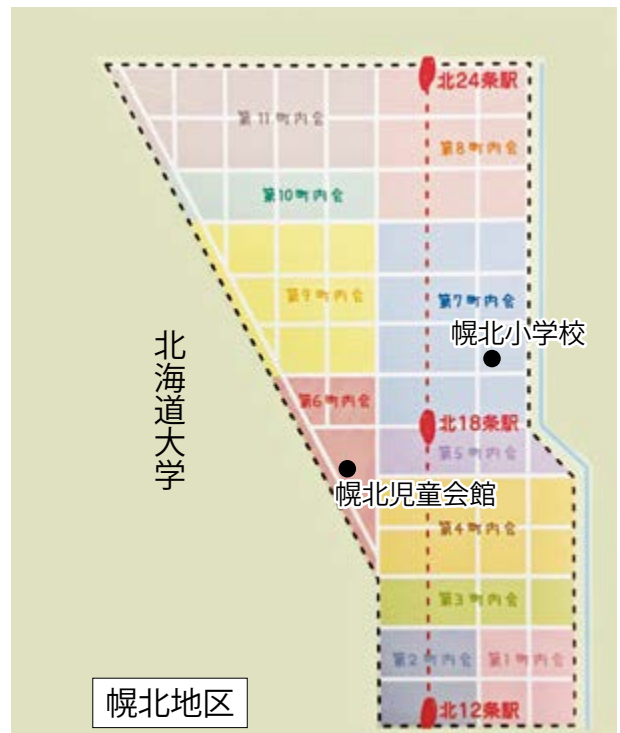 北24条駅
第11町内会
第8町内会
第10町内会
第9町内会
第7町内会
幌北小学校
北海道大学
第6町内会
北18条駅
第5町内会
幌北児童会館
第4町内会
第3町内会
第2町内会
第1町内会
幌北地区
北12条駅